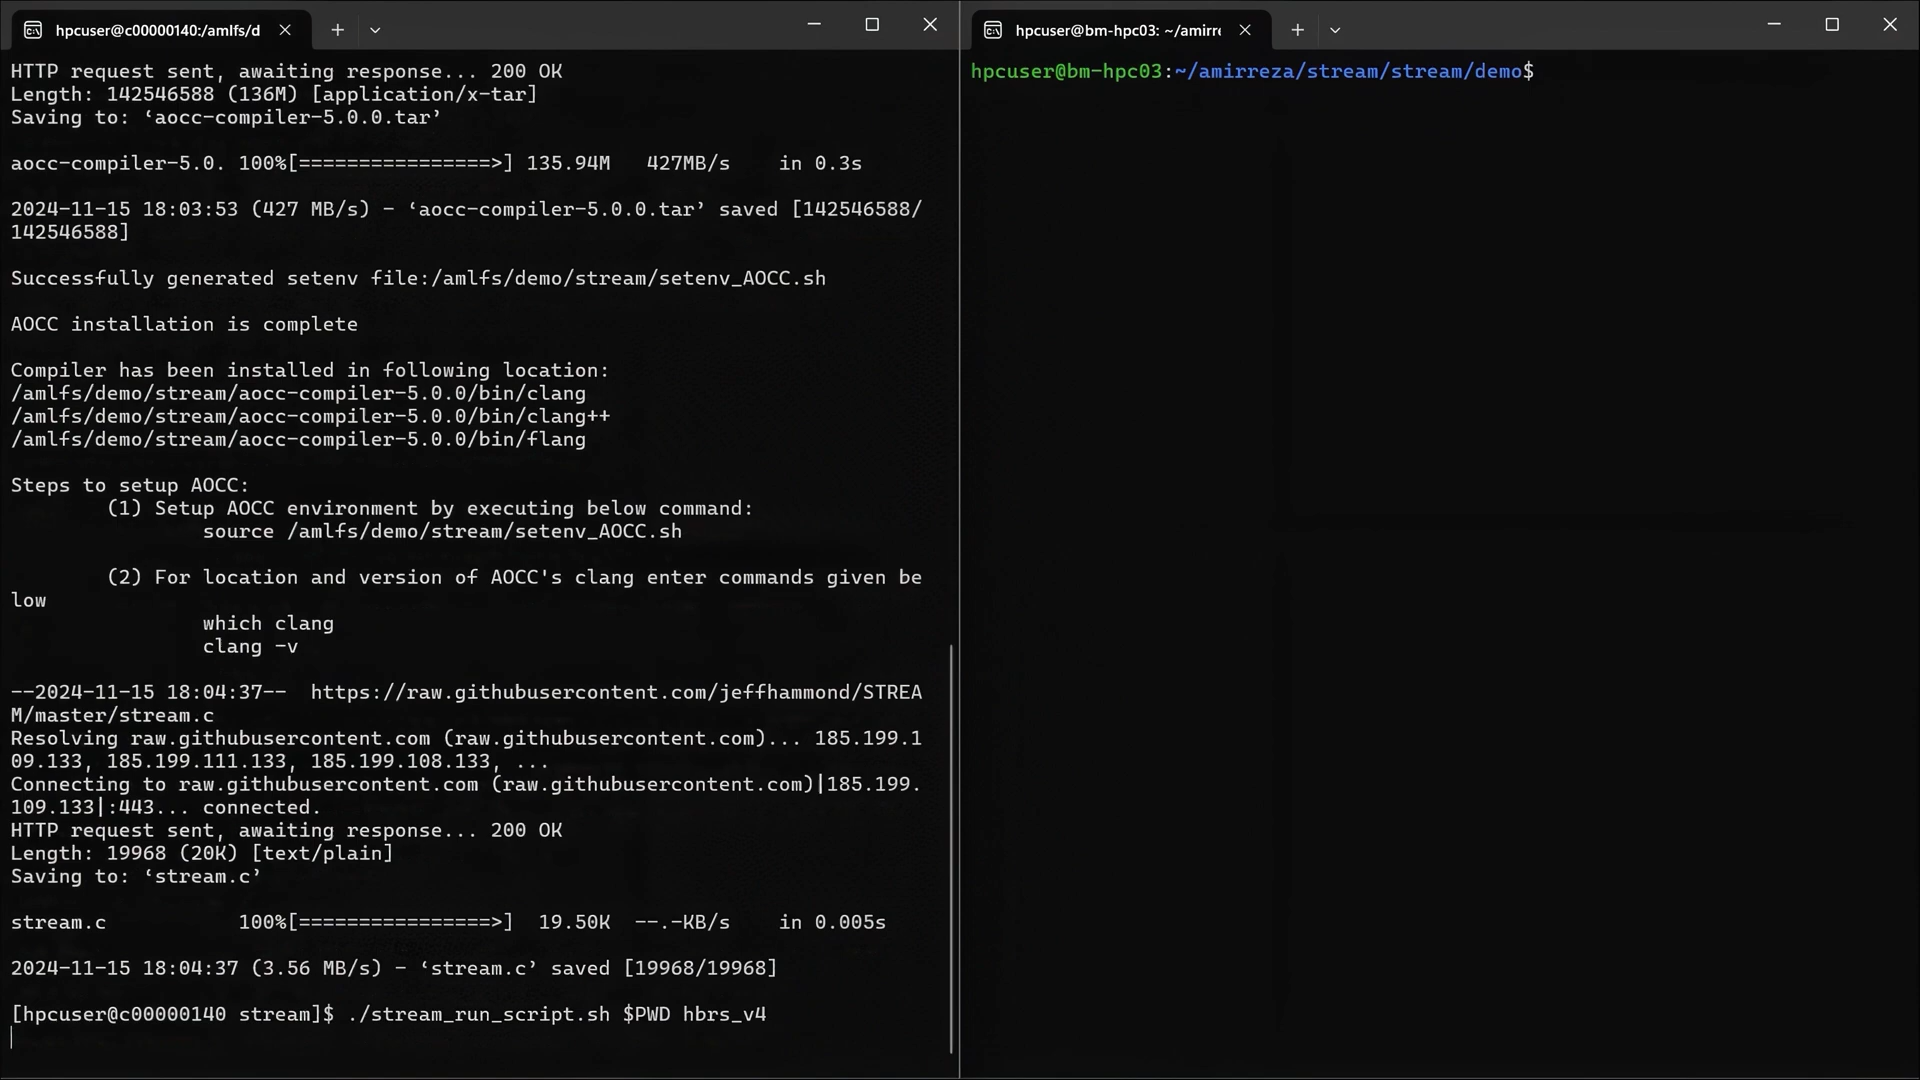 hpcuser@c00000140:/amlfs/d
HTTP request sent, awaiting response... 200 OK
Length: 142546588 (136M) [application/x-tar]
Saving to: ‘aocc-compiler-5.0.0.tar’
aocc-compiler-5.0. 100%[================>] 135.94M   427MB/s    in 0.3s
2024-11-15 18:03:53 (427 MB/s) - ‘aocc-compiler-5.0.0.tar’ saved [142546588/
142546588]
Successfully generated setenv file:/amlfs/demo/stream/setenv_AOCC.sh
AOCC installation is complete
Compiler has been installed in following location:
/amlfs/demo/stream/aocc-compiler-5.0.0/bin/clang
/amlfs/demo/stream/aocc-compiler-5.0.0/bin/clang++
/amlfs/demo/stream/aocc-compiler-5.0.0/bin/flang
Steps to setup AOCC:
(1) Setup AOCC environment by executing below command:
source /amlfs/demo/stream/setenv_AOCC.sh
(2) For location and version of AOCC's clang enter commands given be
low
which clang
clang -v
--2024-11-15 18:04:37--  https://raw.githubusercontent.com/jeffhammond/STREA
M/master/stream.c
Resolving raw.githubusercontent.com (raw.githubusercontent.com)... 185.199.1
09.133, 185.199.111.133, 185.199.108.133, ...
Connecting to raw.githubusercontent.com (raw.githubusercontent.com)|185.199.
109.133|:443... connected.
HTTP request sent, awaiting response... 200 OK
Length: 19968 (20K) [text/plain]
Saving to: ‘stream.c’
stream.c           100%[================>]  19.50K  --.-KB/s    in 0.005s
2024-11-15 18:04:37 (3.56 MB/s) - ‘stream.c’ saved [19968/19968]
[hpcuser@c00000140 stream]$ ./stream_run_script.sh $PWD hbrs_v4
hpcuser@bm-hpc03: ~/amirre
hpcuser@bm-hpc03:~/amirreza/stream/stream/demo$